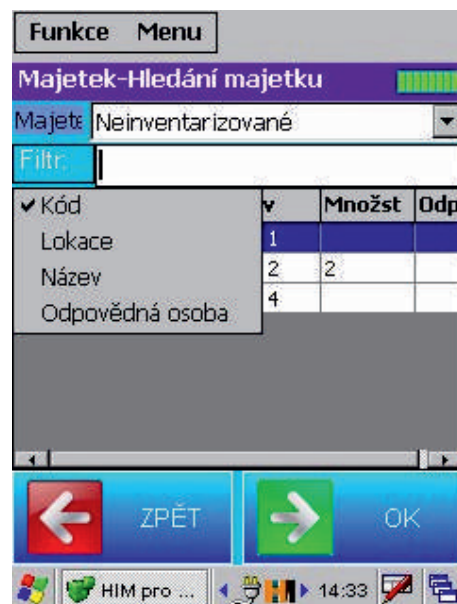 Funkce Menu
Majetek-Hledání majetku
Majete Neinventarizované
Filtr:
Kód
Lokace
Název
Odpovědná osoba
v Množst Odp
1
2 2
4
ZPĚT OK
HIM pro ... 14:33